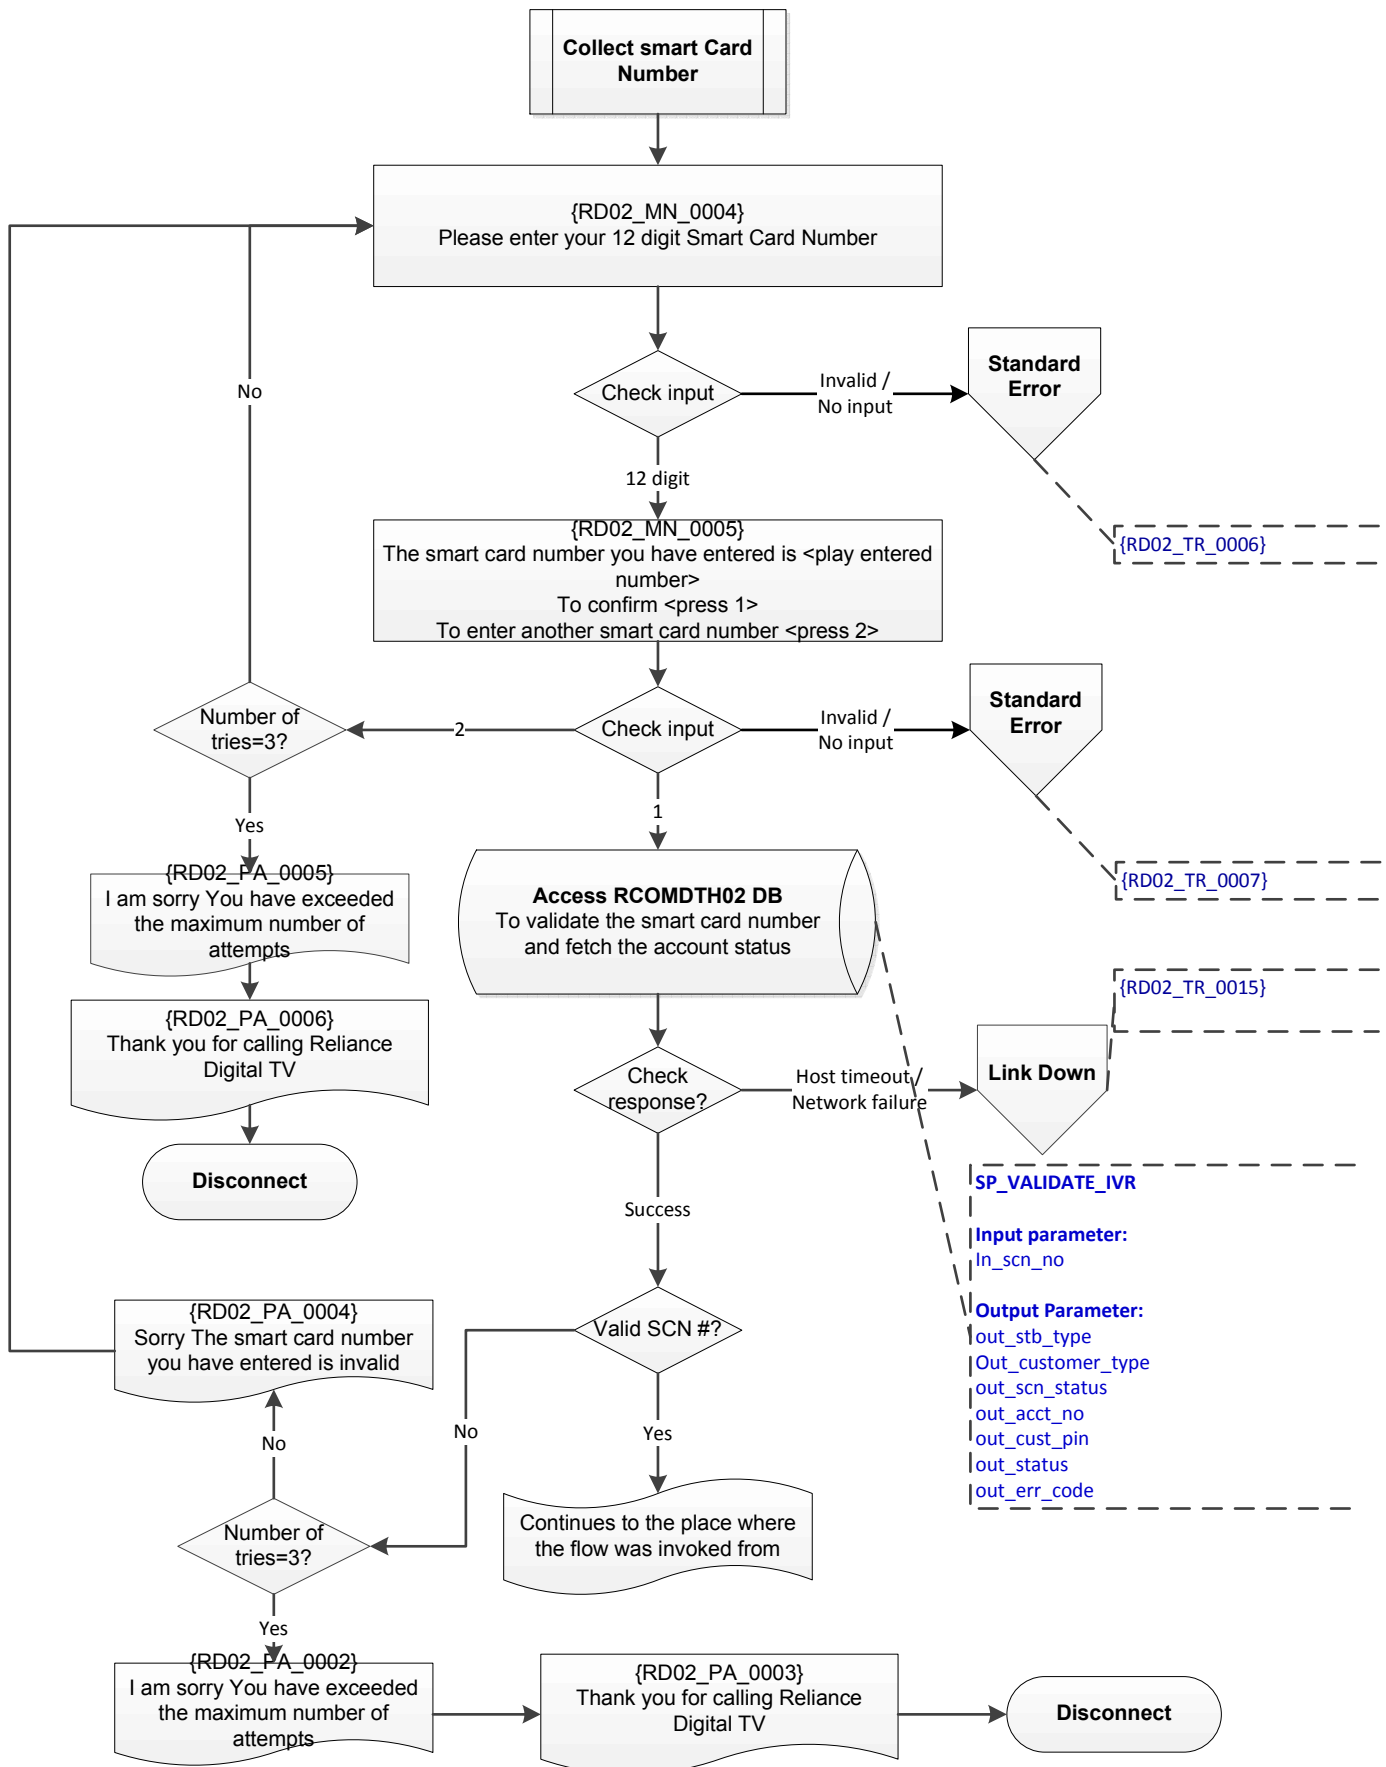 Collect smart Card
Number
{RD02_MN_0004}
Please enter your 12 digit Smart Card Number
No
Check input
Invalid /
No input
Standard
Error
12 digit
{RD02_TR_0006}
{RD02_MN_0005}
The smart card number you have entered is <play entered
number>
To confirm <press 1>
To enter another smart card number <press 2>
Number of
tries=3?
2
Check input
Invalid /
No input
Standard
Error
Yes
1
{RD02_TR_0007}
{RD02_PA_0005}
I am sorry You have exceeded
the maximum number of
attempts
Access RCOMDTH02 DB
To validate the smart card number
and fetch the account status
{RD02_TR_0015}
{RD02_PA_0006}
Thank you for calling Reliance
Digital TV
Check
response?
Host timeout /
Network failure
Link Down
Disconnect
Success
SP_VALIDATE_IVR
Input parameter:
In_scn_no
Output Parameter:
out_stb_type
Out_customer_type
out_scn_status
out_acct_no
out_cust_pin
out_status
out_err_code
{RD02_PA_0004}
Sorry The smart card number
you have entered is invalid
Valid SCN #?
No
No
Yes
Number of
tries=3?
Continues to the place where
the flow was invoked from
Yes
{RD02_PA_0002}
I am sorry You have exceeded
the maximum number of
attempts
{RD02_PA_0003}
Thank you for calling Reliance
Digital TV
Disconnect